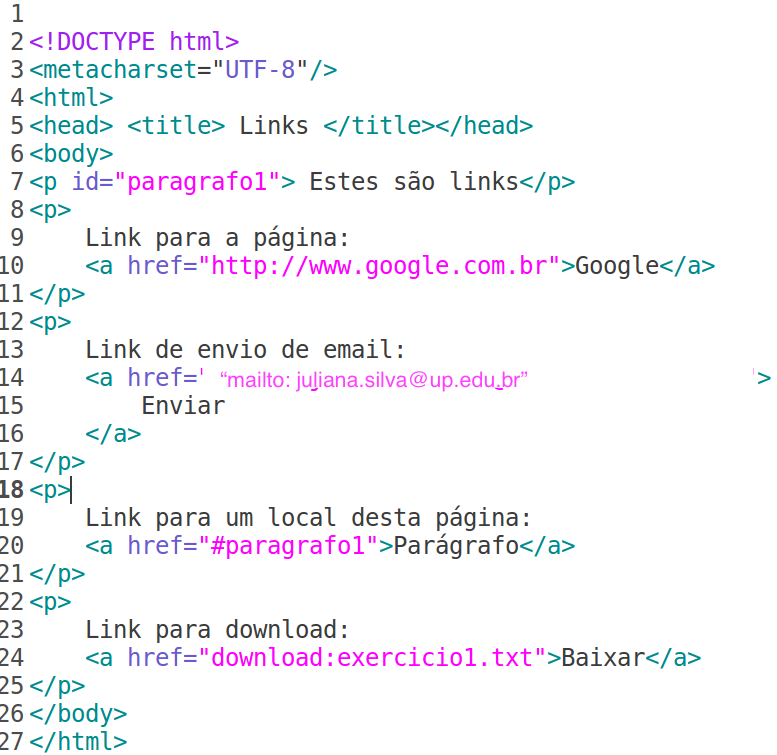 1
2 <!DOCTYPE html>
3 <metacharset="UTF-8"/>
4 <html>
5 <head> <title> Links </title></head>
6 <body>
7 <p id="paragrafo1"> Estes são links</p>
8 <p>
9     Link para a página:
10     <a href="http://www.google.com.br">Google</a>
11 </p>
12 <p>
13     Link de envio de email:
14     <a href=' “mailto: juliana.silva@up.edu.br” '>
15         Enviar
16     </a>
17 </p>
18 <p>
19     Link para um local desta página:
20     <a href="#paragrafo1">Parágrafo</a>
21 </p>
22 <p>
23     Link para download:
24     <a href="download:exercicio1.txt">Baixar</a>
25 </p>
26 </body>
27 </html>